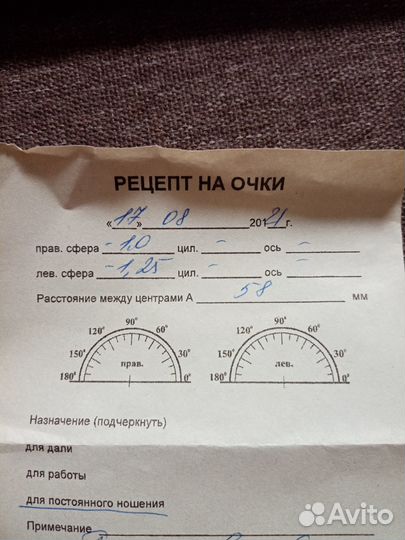 РЕЦЕПТ НА ОЧКИ
«17» 08 2021г.
прав. сфера -1,0 цил. - ось -
лев. сфера -1,25 цил. - ось -
Расстояние между центрами А 58 мм
90° 90°
120° 60° 120° 60°
150° прав. 30° 150° лев. 30°
180° 0° 180° 0°
Назначение (подчеркнуть)
для дали
для работы
для постоянного ношения
Примечание
Avito